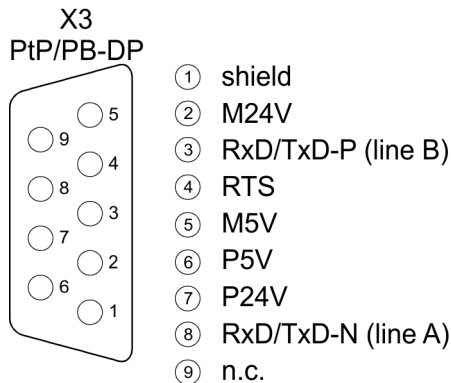 X3
PtP/PB-DP
5
9
4
8
3
7
2
6
1
① shield
② M24V
③ RxD/TxD-P (line B)
④ RTS
⑤ M5V
⑥ P5V
⑦ P24V
⑧ RxD/TxD-N (line A)
⑨ n.c.